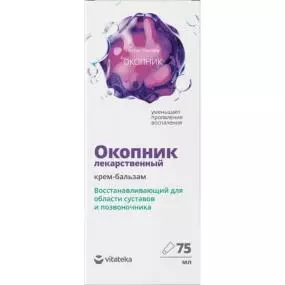 ОКОПНИК
уменьшает
проявления
воспаления
Окопник
лекарственный
крем-бальзам
Восстанавливающий для
области суставов
и позвоночника
vitateka
75
мл